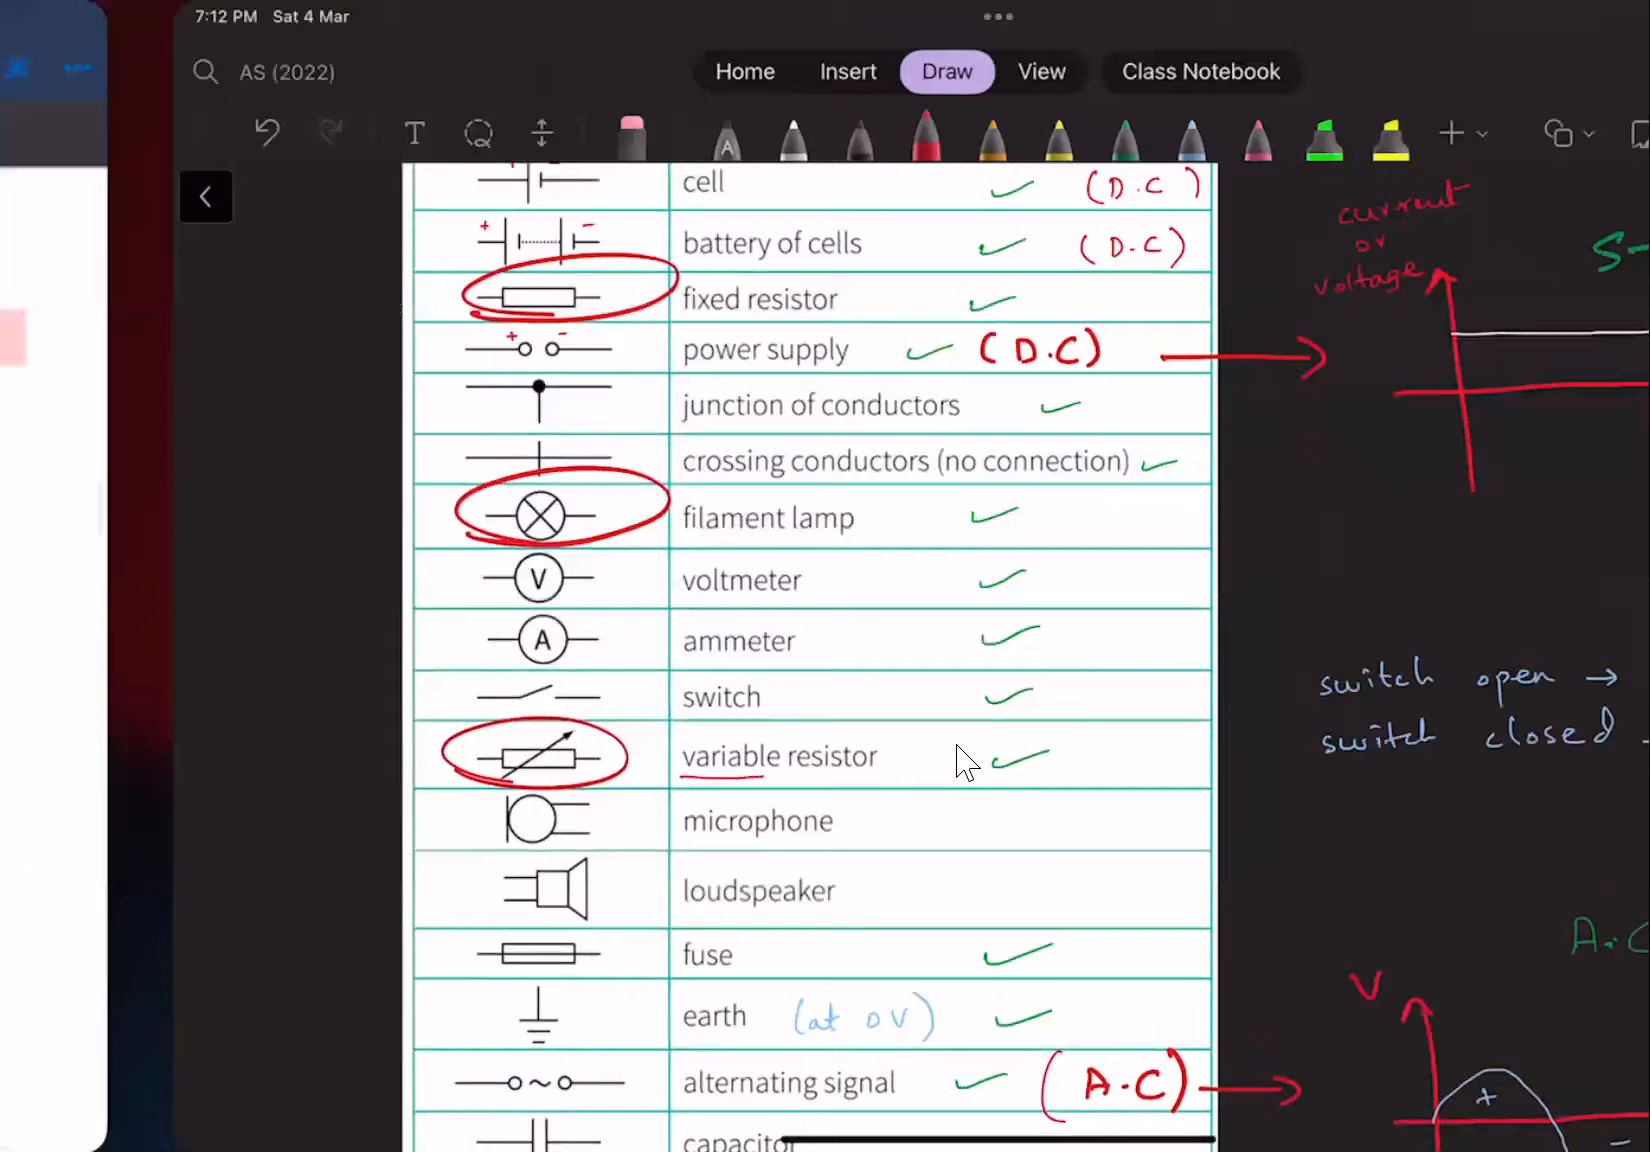 7:12 PM Sat 4 Mar
AS (2022)
Home Insert Draw View Class Notebook
T
A
cell (D.C)
+ - battery of cells (D.C)
fixed resistor
+ - power supply (D.C)
junction of conductors
crossing conductors (no connection)
filament lamp
V voltmeter
A ammeter
switch
variable resistor
microphone
loudspeaker
fuse
earth (at 0V)
alternating signal (A.C)
capacitor
current
or
voltage
S-
switch open →
switch closed
A.C
V
+
-